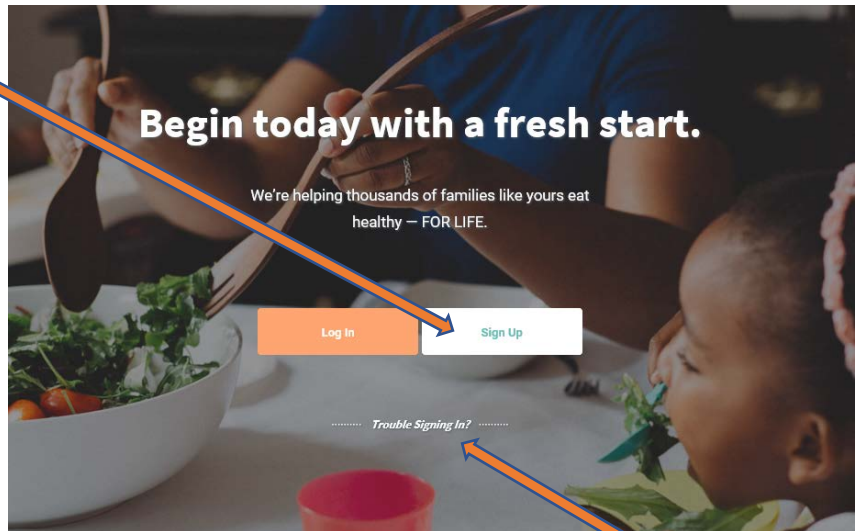 Begin today with a fresh start.
We're helping thousands of families like yours eat
healthy — FOR LIFE.
Log In
Sign Up
Trouble Signing In?